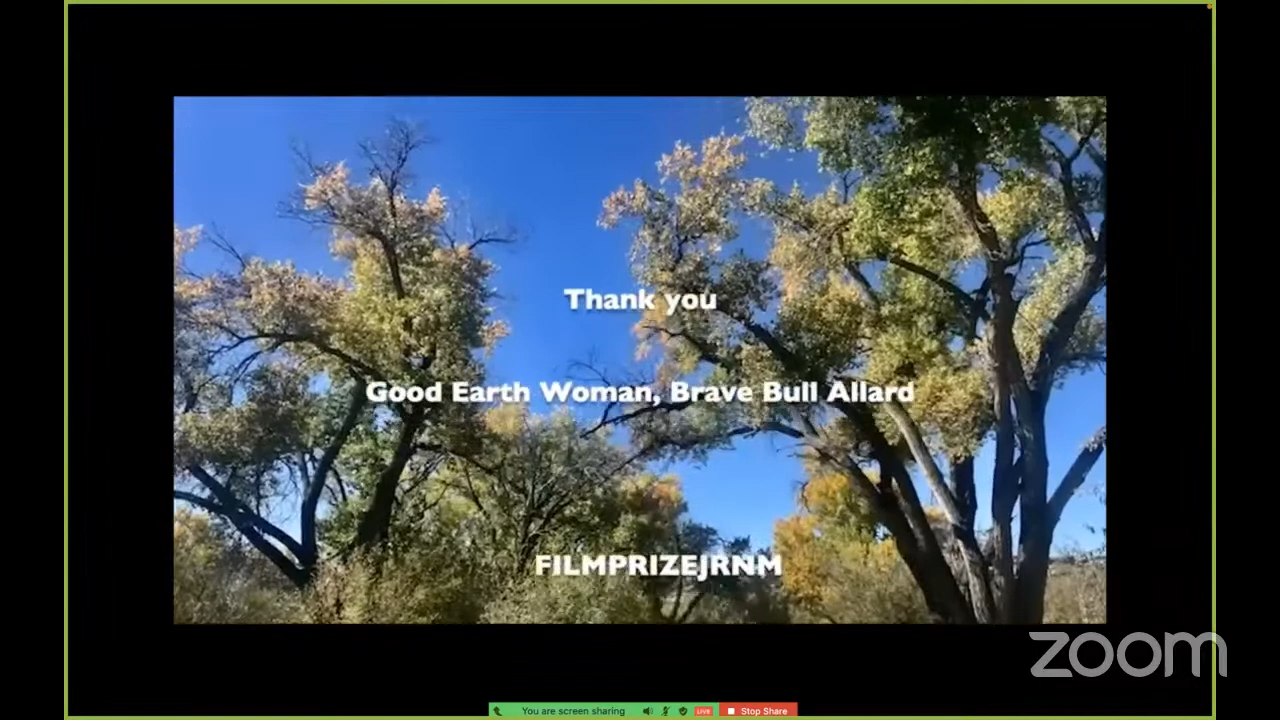 Thank you
Good Earth Woman, Brave Bull Allard
FILMPRIZEJRNM
zoom
You are screen sharing
LIVE
Stop Share